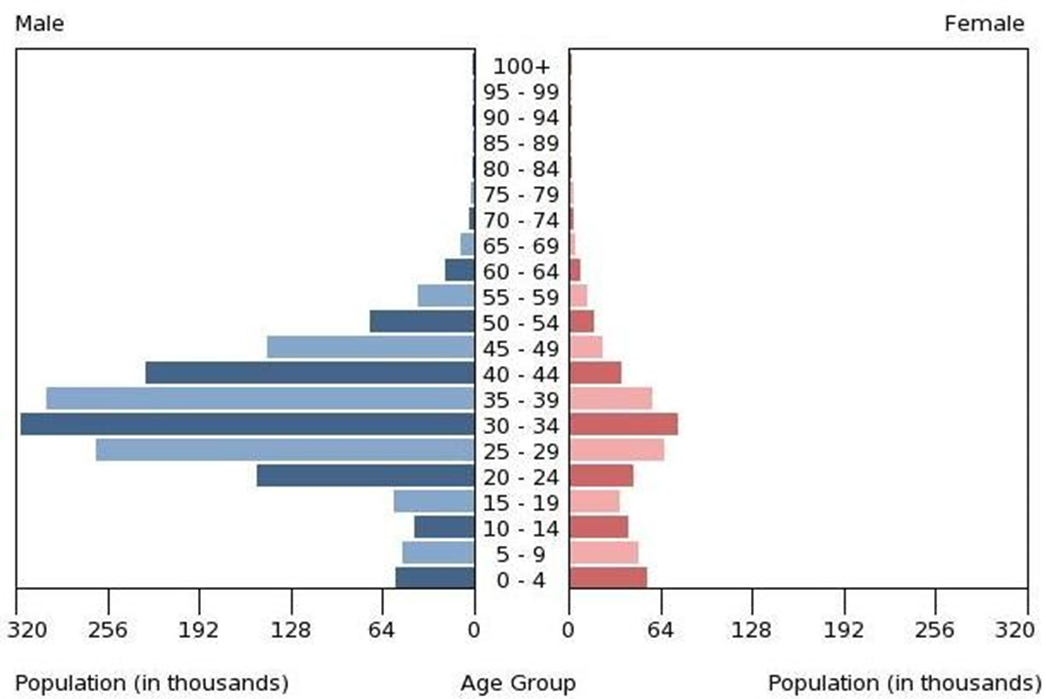 Male Female
100+
95 - 99
90 - 94
85 - 89
80 - 84
75 - 79
70 - 74
65 - 69
60 - 64
55 - 59
50 - 54
45 - 49
40 - 44
35 - 39
30 - 34
25 - 29
20 - 24
15 - 19
10 - 14
5 - 9
0 - 4
320 256 192 128 64 0 0 64 128 192 256 320
Population (in thousands) Age Group Population (in thousands)